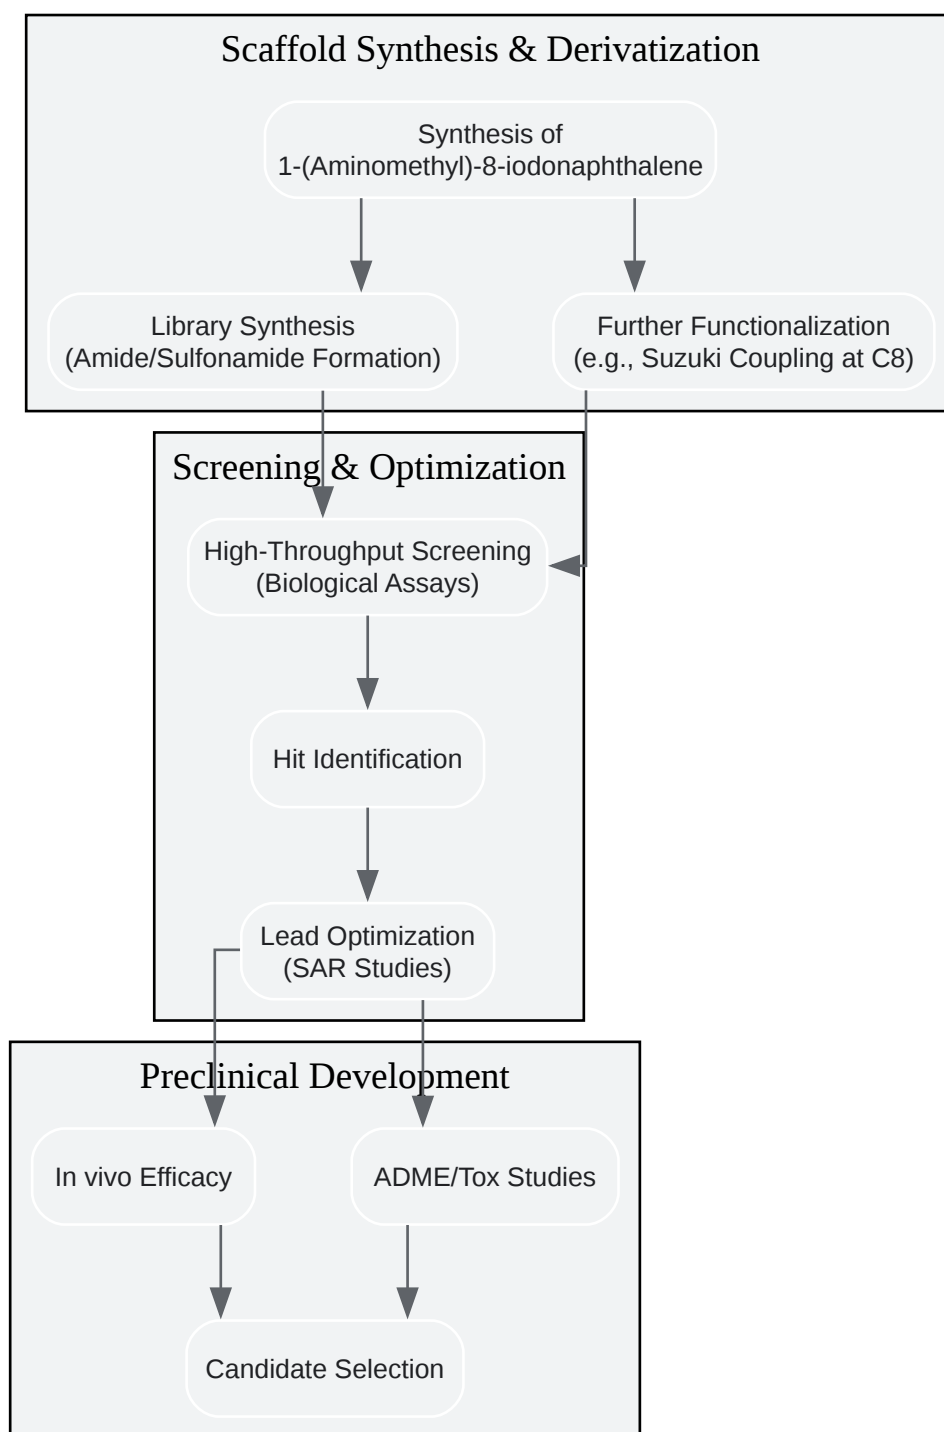 Scaffold Synthesis & Derivatization
Synthesis of
1-(Aminomethyl)-8-iodonaphthalene
Library Synthesis
(Amide/Sulfonamide Formation)
Further Functionalization
(e.g., Suzuki Coupling at C8)
Screening & Optimization
High-Throughput Screening
(Biological Assays)
Hit Identification
Lead Optimization
(SAR Studies)
Preclinical Development
In vivo Efficacy
ADME/Tox Studies
Candidate Selection